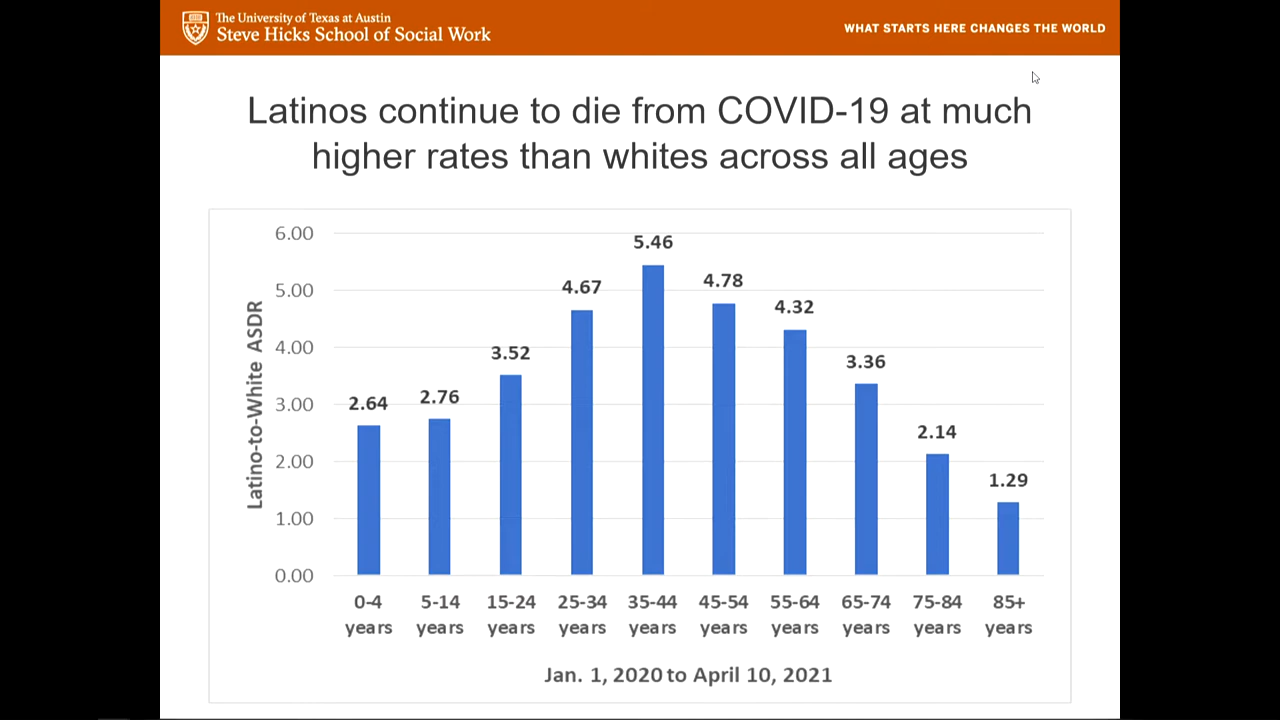 The University of Texas at Austin
Steve Hicks School of Social Work
WHAT STARTS HERE CHANGES THE WORLD
Latinos continue to die from COVID-19 at much
higher rates than whites across all ages
Latino-to-White ASDR
6.00
5.00
4.00
3.00
2.00
1.00
0.00
2.64
2.76
3.52
4.67
5.46
4.78
4.32
3.36
2.14
1.29
0-4
years
5-14
years
15-24
years
25-34
years
35-44
years
45-54
years
55-64
years
65-74
years
75-84
years
85+
years
Jan. 1, 2020 to April 10, 2021